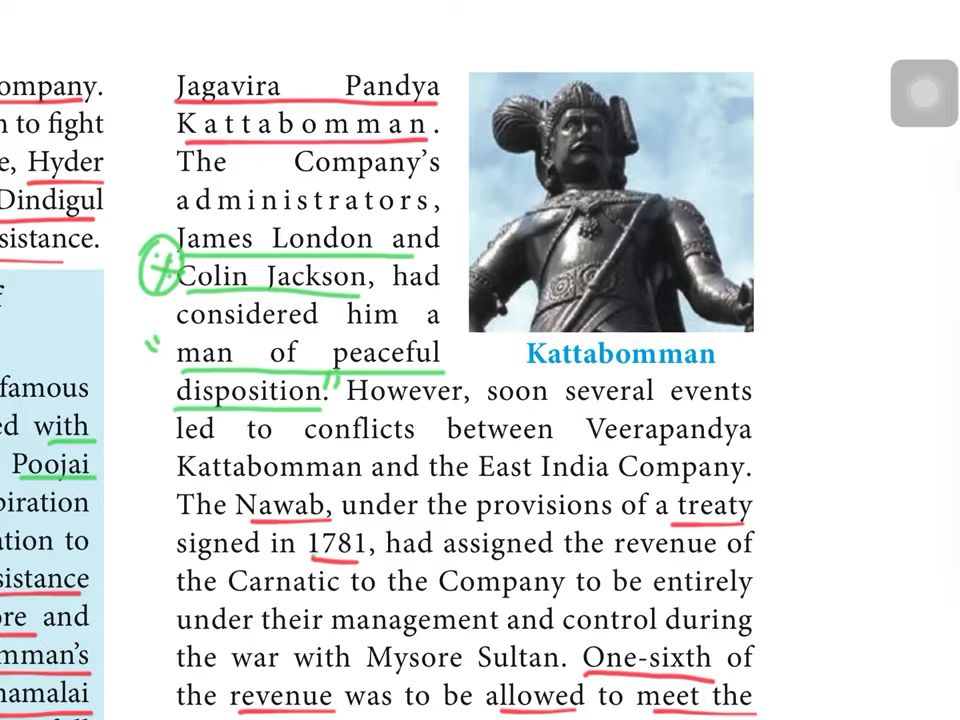 ompany.
n to fight
e, Hyder
Dindigul
sistance.
f
famous
ed with
Poojai
piration
ation to
sistance
ore and
mman's
namalai
Jagavira Pandya
Kattabomman.
The Company's
administrators,
James London and
Colin Jackson, had
considered him a
man of peaceful
disposition. However, soon several events
led to conflicts between Veerapandya
Kattabomman and the East India Company.
The Nawab, under the provisions of a treaty
signed in 1781, had assigned the revenue of
the Carnatic to the Company to be entirely
under their management and control during
the war with Mysore Sultan. One-sixth of
the revenue was to be allowed to meet the
Kattabomman